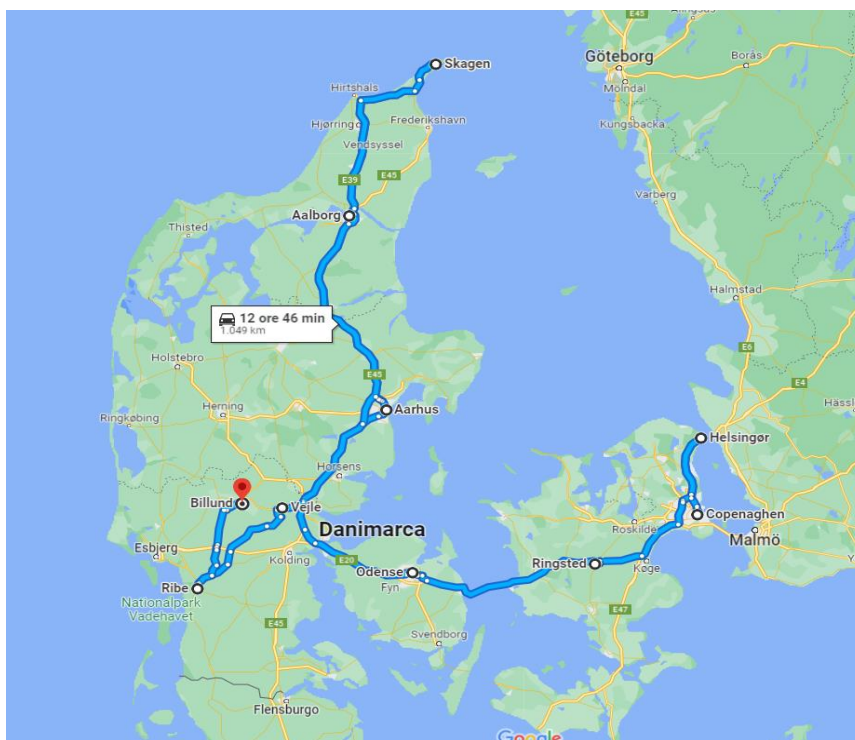 Skagen
Göteborg
Borås
Hirtshals
Mölndal
Hjørring
Frederikshavn
Kungsbacka
Vendsyssel
E45
E39
Varberg
Aalborg
Thisted
Halmstad
12 ore 46 min
1.049 km
E6
Holstebro
E45
E4
Hässl
Herning
Aarhus
Ringkøbing
Helsingør
Horsens
Billund
Vejle
Copenaghen
Danimarca
Roskilde
Malmö
Esbjerg
Kolding
E20
Odense
Ringsted
Køge
Ribe
Fyn
Nationalpark
Vadehavet
E47
E45
Svendborg
Flensburgo
Google